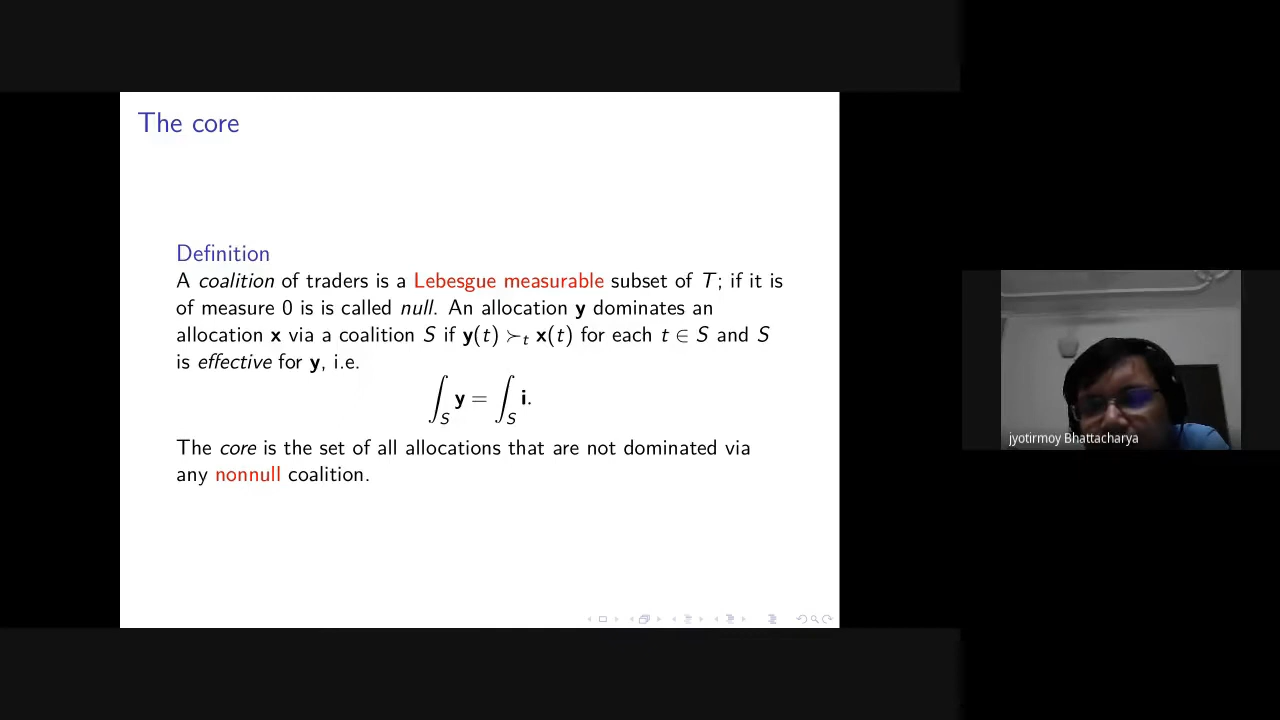 The core
Definition
A coalition of traders is a Lebesgue measurable subset of T; if it is
of measure 0 is is called null. An allocation y dominates an
allocation x via a coalition S if y(t) ≻ₜ x(t) for each t ∈ S and S
is effective for y, i.e.
∫_S y = ∫_S i.
The core is the set of all allocations that are not dominated via
any nonnull coalition.
jyotirmoy Bhattacharya